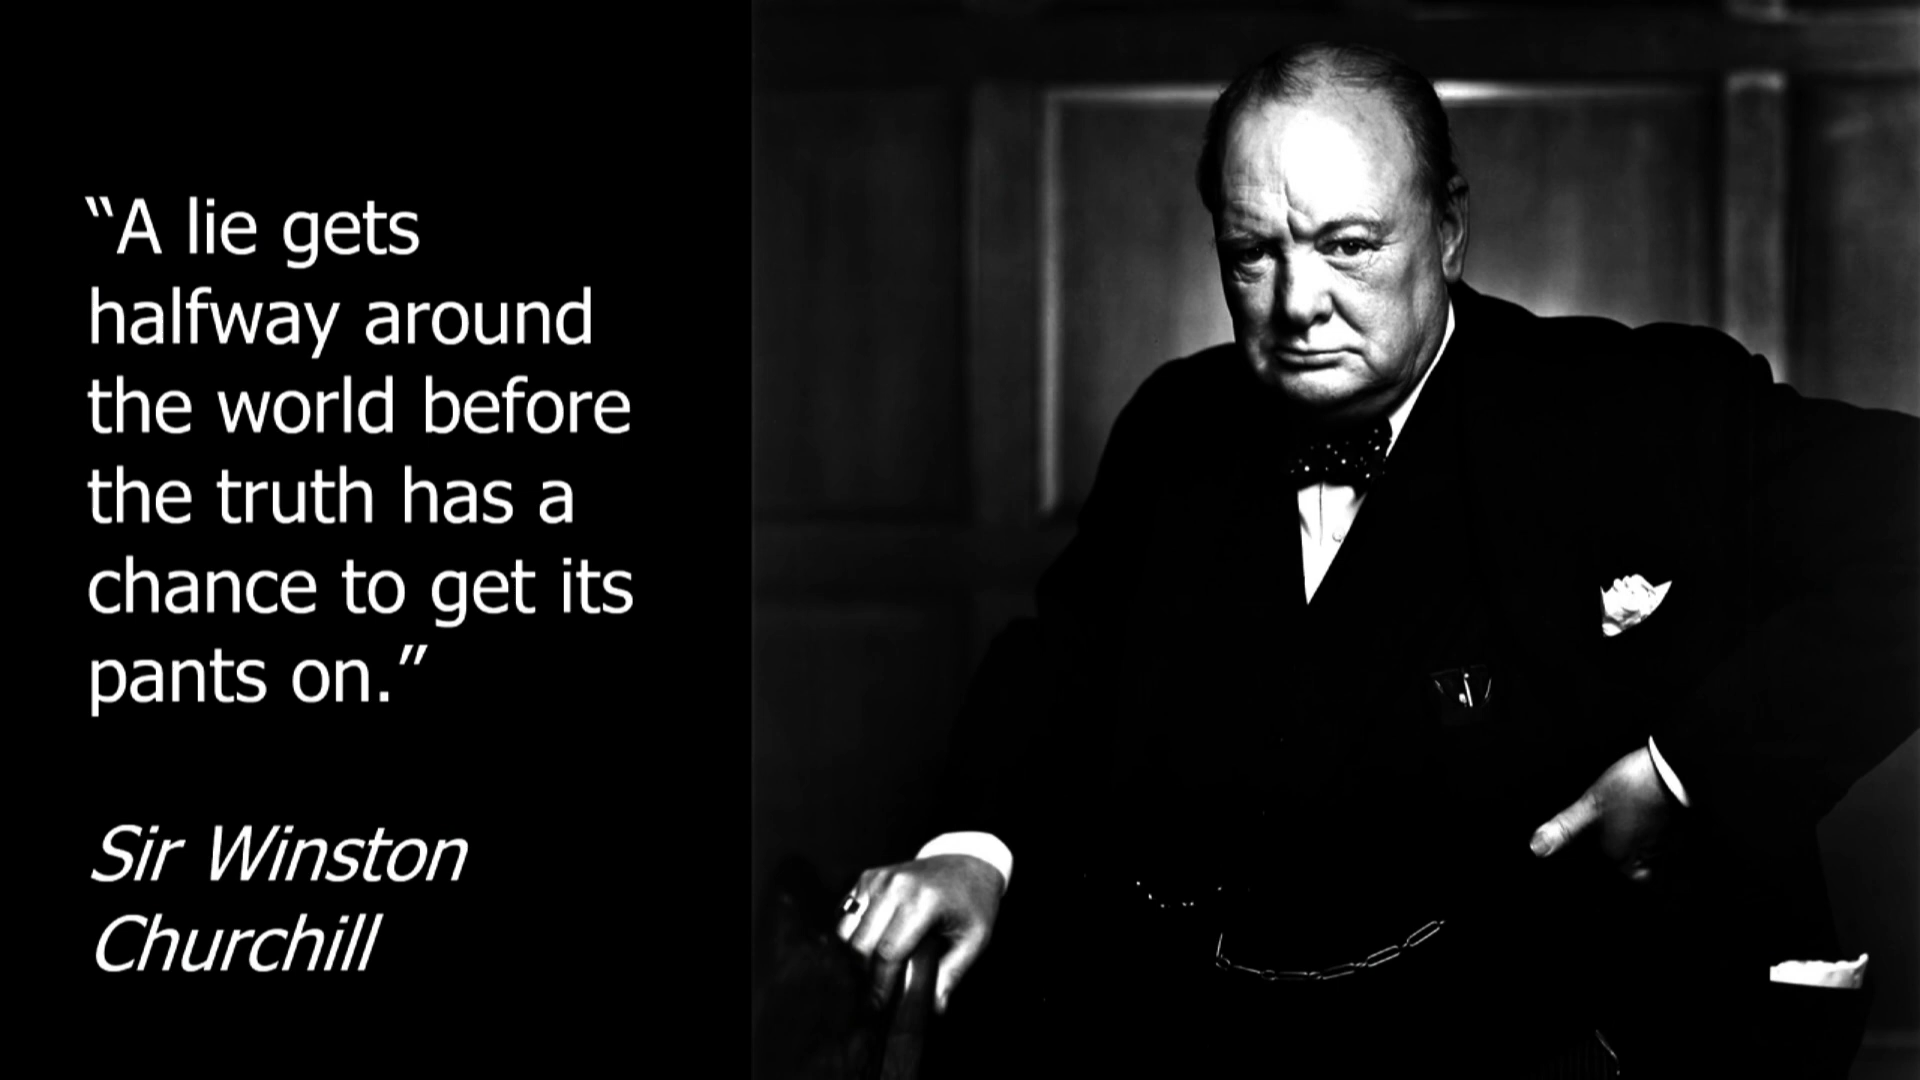 “A lie gets
halfway around
the world before
the truth has a
chance to get its
pants on.”
Sir Winston
Churchill